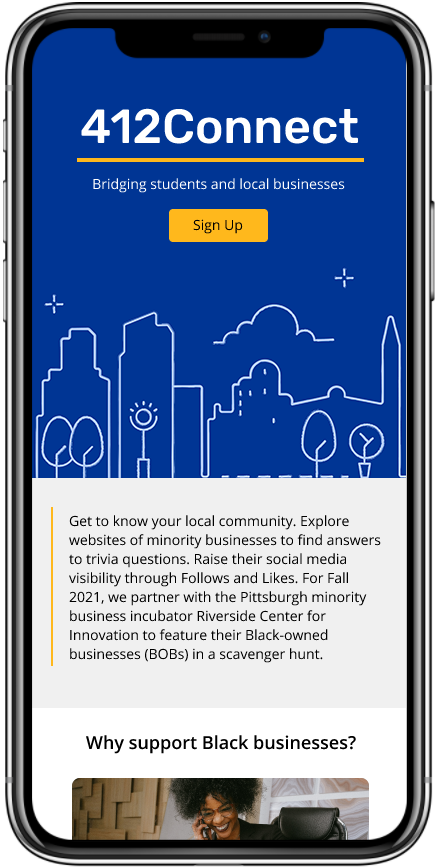 412Connect
Bridging students and local businesses
Sign Up
Get to know your local community. Explore
websites of minority businesses to find answers
to trivia questions. Raise their social media
visibility through Follows and Likes. For Fall
2021, we partner with the Pittsburgh minority
business incubator Riverside Center for
Innovation to feature their Black-owned
businesses (BOBs) in a scavenger hunt.
Why support Black businesses?